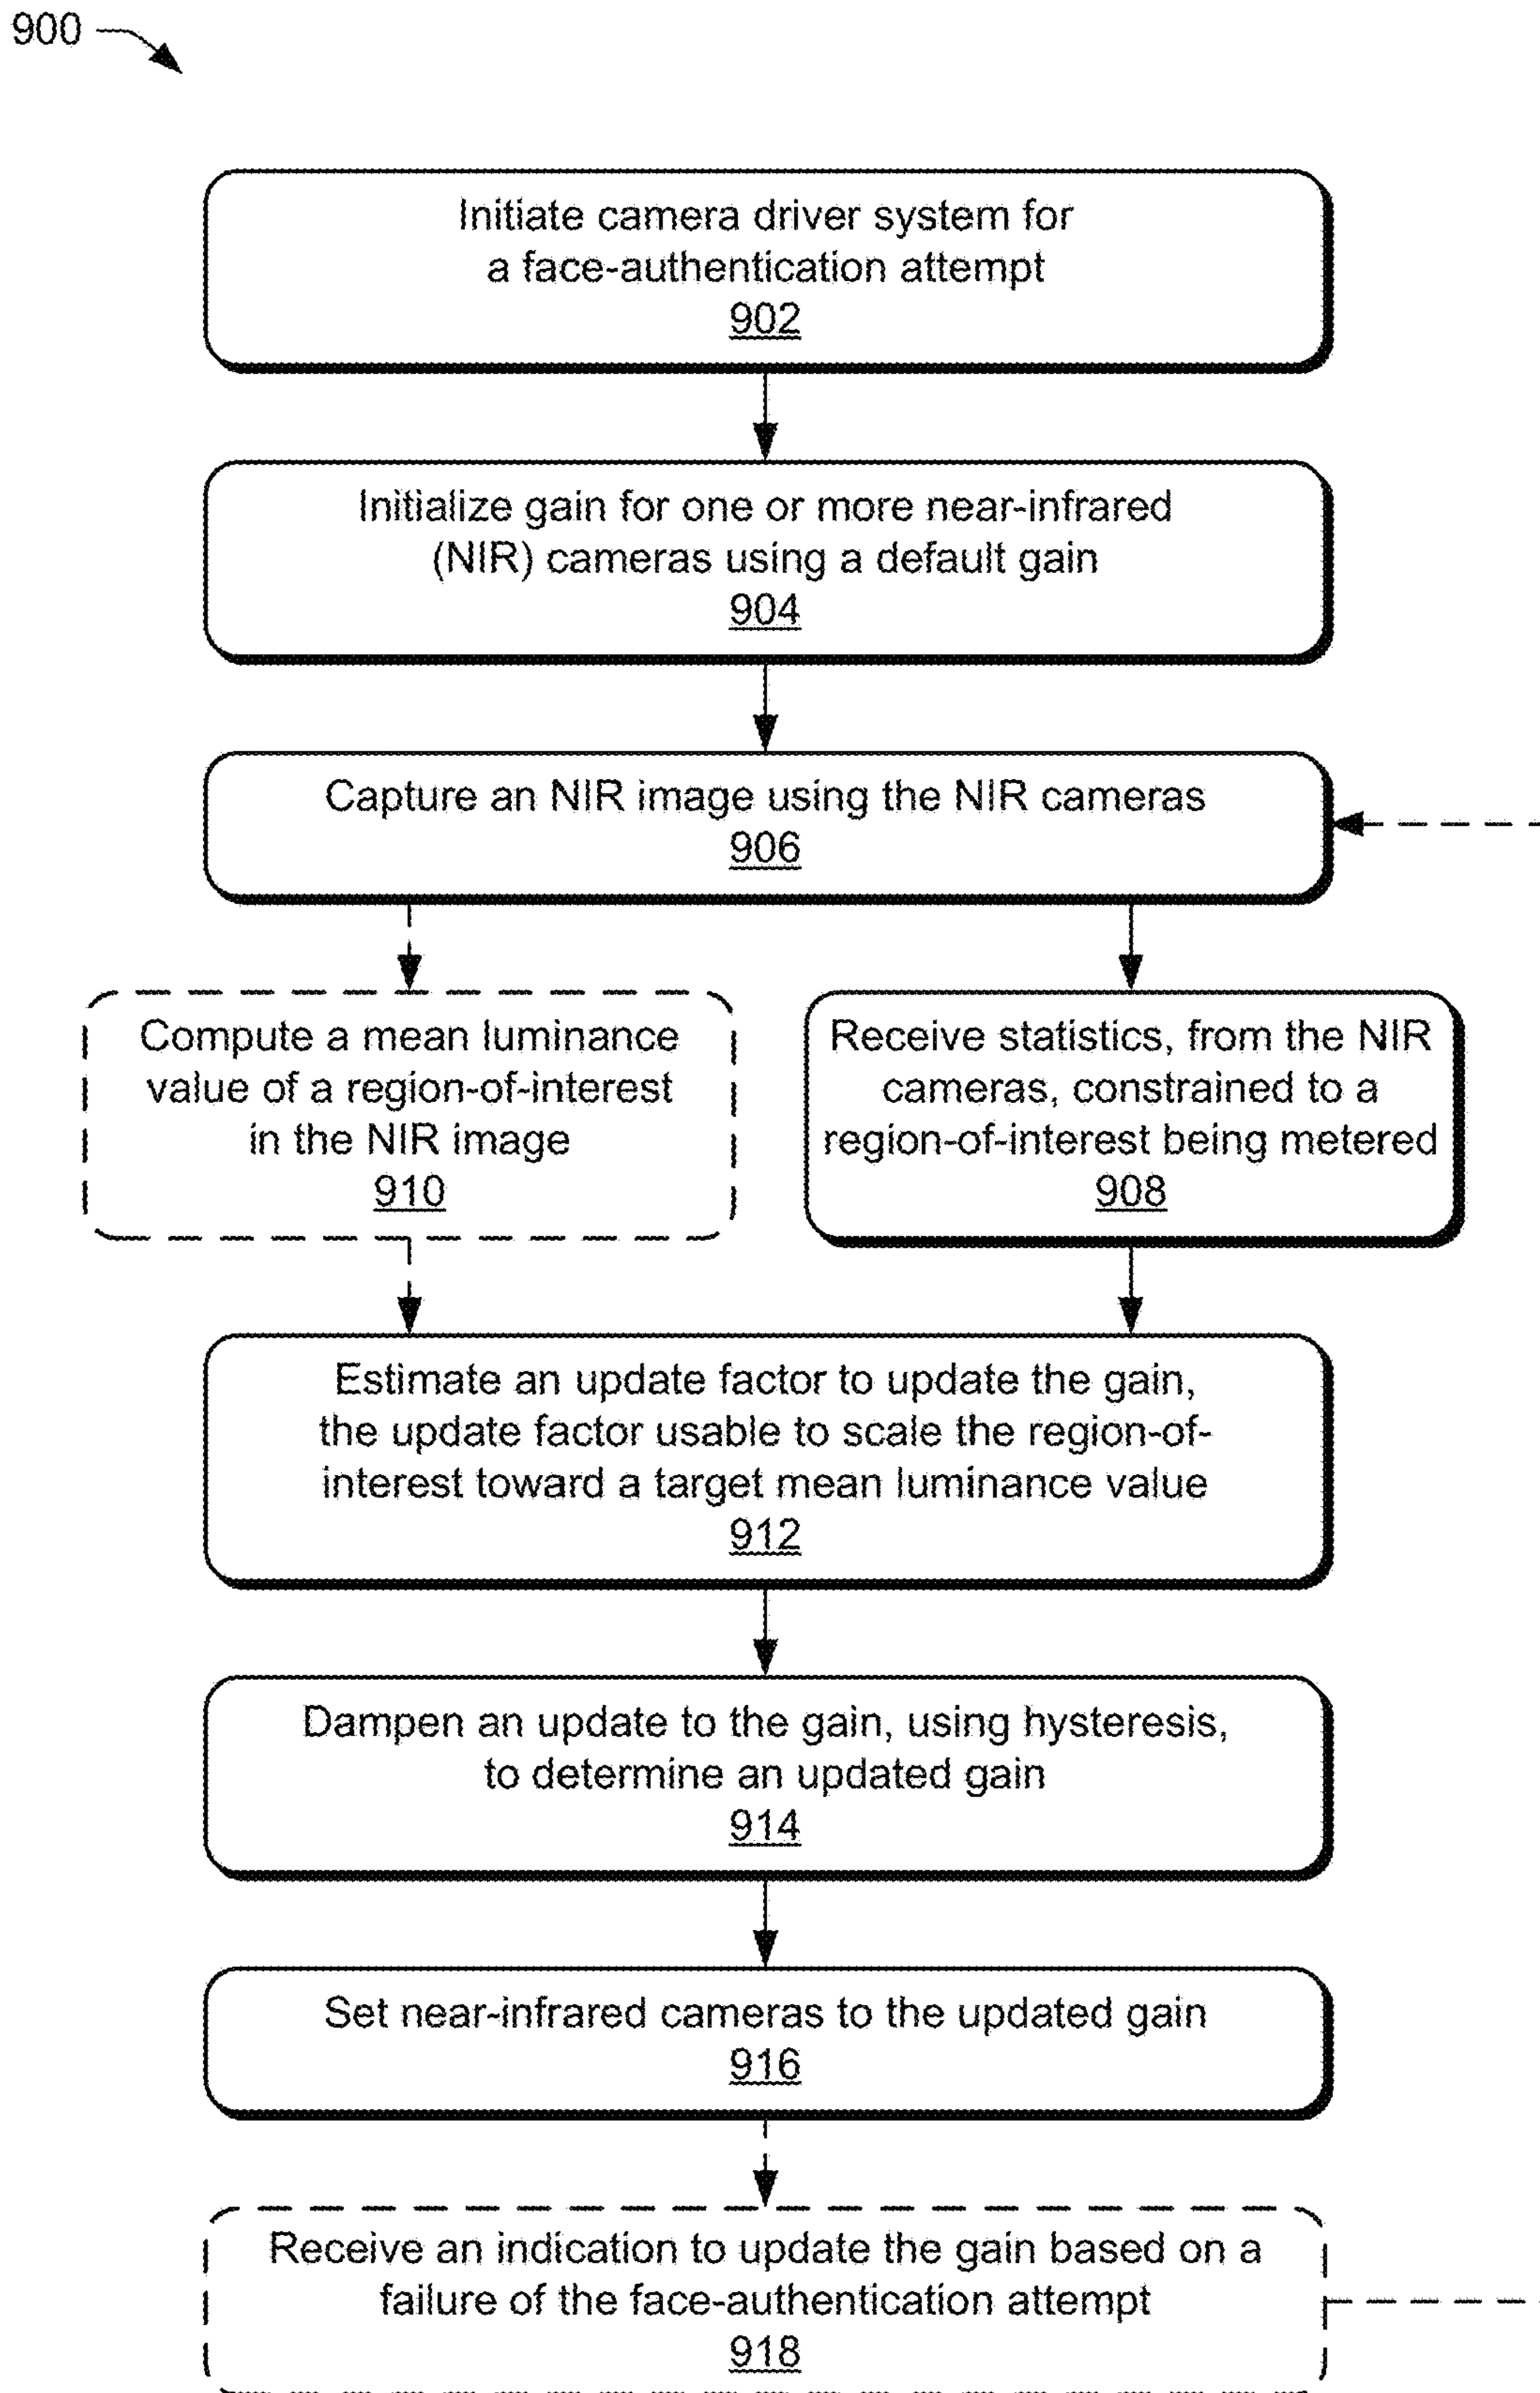 900
Initiate camera driver system for
a face-authentication attempt
902
Initialize gain for one or more near-infrared
(NIR) cameras using a default gain
904
Capture an NIR image using the NIR cameras
906
Compute a mean luminance
value of a region-of-interest
in the NIR image
910
Receive statistics, from the NIR
cameras, constrained to a
region-of-interest being metered
908
Estimate an update factor to update the gain,
the update factor usable to scale the region-of-
interest toward a target mean luminance value
912
Dampen an update to the gain, using hysteresis,
to determine an updated gain
914
Set near-infrared cameras to the updated gain
916
Receive an indication to update the gain based on a
failure of the face-authentication attempt
918